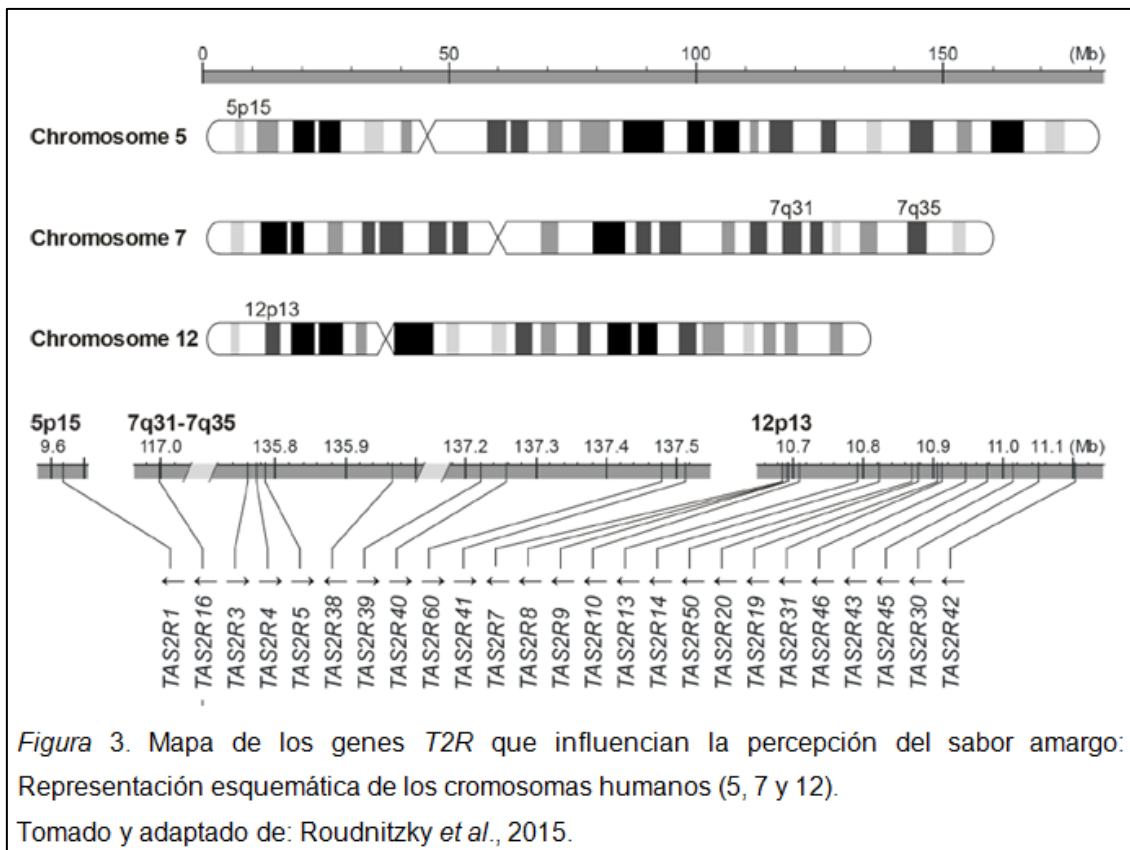 0 50 100 150 (Mb)
5p15
Chromosome 5
7q31 7q35
Chromosome 7
12p13
Chromosome 12
5p15 7q31-7q35 12p13
9.6 117.0 135.8 135.9 137.2 137.3 137.4 137.5 10.7 10.8 10.9 11.0 11.1 (Mb)
TAS2R1
TAS2R16
TAS2R3
TAS2R4
TAS2R5
TAS2R38
TAS2R39
TAS2R40
TAS2R60
TAS2R41
TAS2R7
TAS2R8
TAS2R9
TAS2R10
TAS2R13
TAS2R14
TAS2R50
TAS2R20
TAS2R19
TAS2R31
TAS2R46
TAS2R43
TAS2R45
TAS2R30
TAS2R42
Figura 3. Mapa de los genes T2R que influencian la percepción del sabor amargo:
Representación esquemática de los cromosomas humanos (5, 7 y 12).
Tomado y adaptado de: Roudnitzky et al., 2015.